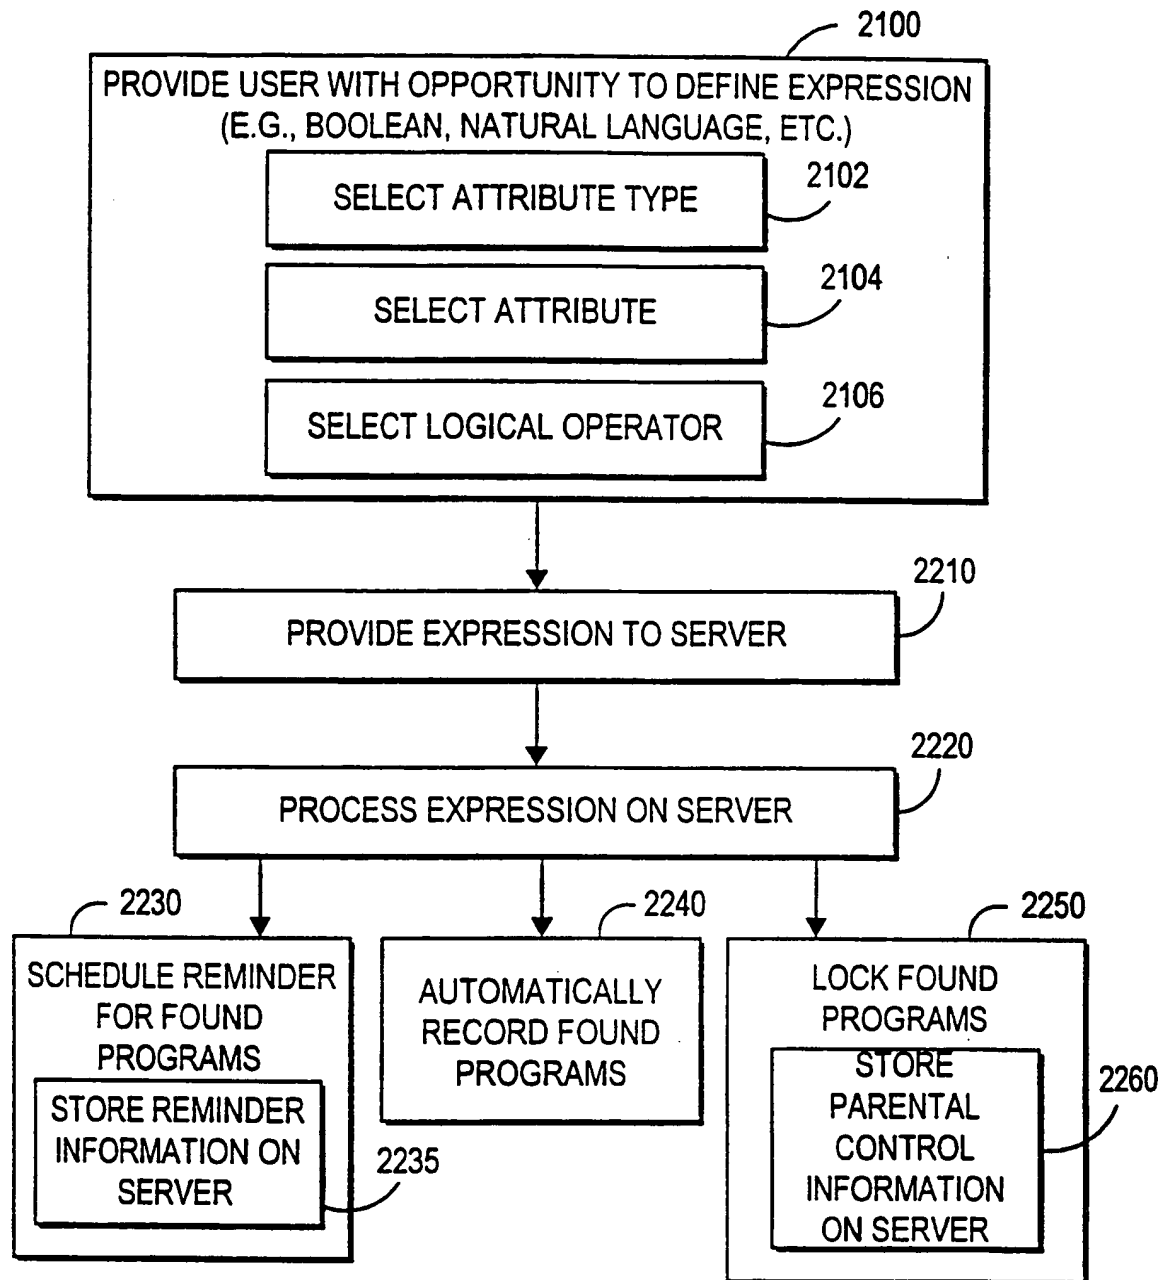 2100
PROVIDE USER WITH OPPORTUNITY TO DEFINE EXPRESSION
(E.G., BOOLEAN, NATURAL LANGUAGE, ETC.)
SELECT ATTRIBUTE TYPE
2102
SELECT ATTRIBUTE
2104
SELECT LOGICAL OPERATOR
2106
PROVIDE EXPRESSION TO SERVER
2210
PROCESS EXPRESSION ON SERVER
2220
2230
SCHEDULE REMINDER
FOR FOUND
PROGRAMS
STORE REMINDER
INFORMATION ON
SERVER
2235
2240
AUTOMATICALLY
RECORD FOUND
PROGRAMS
2250
LOCK FOUND
PROGRAMS
STORE
PARENTAL
CONTROL
INFORMATION
ON SERVER
2260